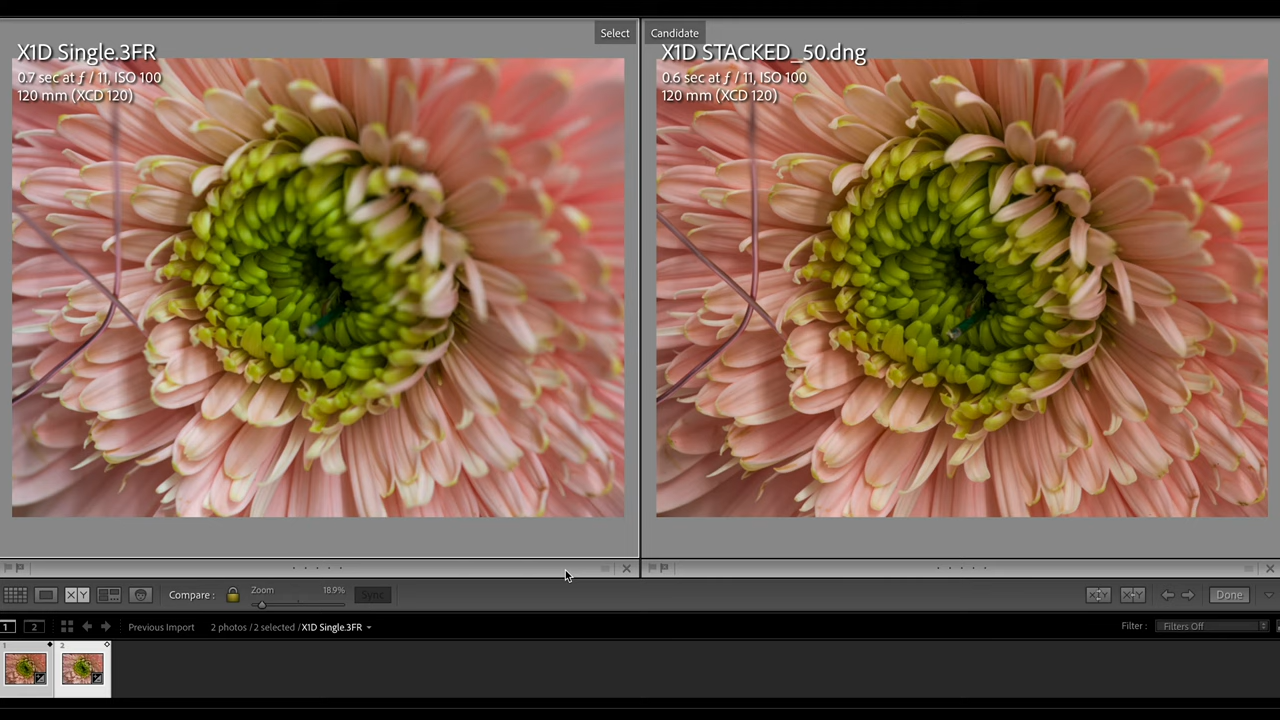 Select
Candidate
X1D Single.3FR
0.7 sec at ƒ / 11, ISO 100
120 mm (XCD 120)
X1D STACKED_50.dng
0.6 sec at ƒ / 11, ISO 100
120 mm (XCD 120)
X Y
Compare :
Zoom
18.9%
Sync
Done
1
2
Previous Import
2 photos / 2 selected / X1D Single.3FR
Filter :
Filters Off
1
2